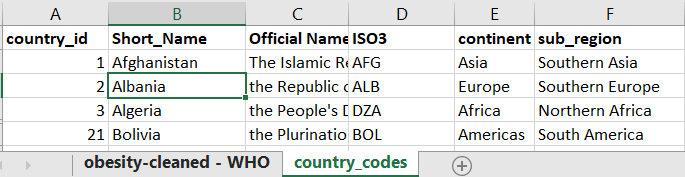 A B C D E F
country_id Short_Name Official Name ISO3 continent sub_region
1 Afghanistan The Islamic Re AFG Asia Southern Asia
2 Albania the Republic o ALB Europe Southern Europe
3 Algeria the People's D DZA Africa Northern Africa
21 Bolivia the Plurinatio BOL Americas South America
obesity-cleaned - WHO country_codes